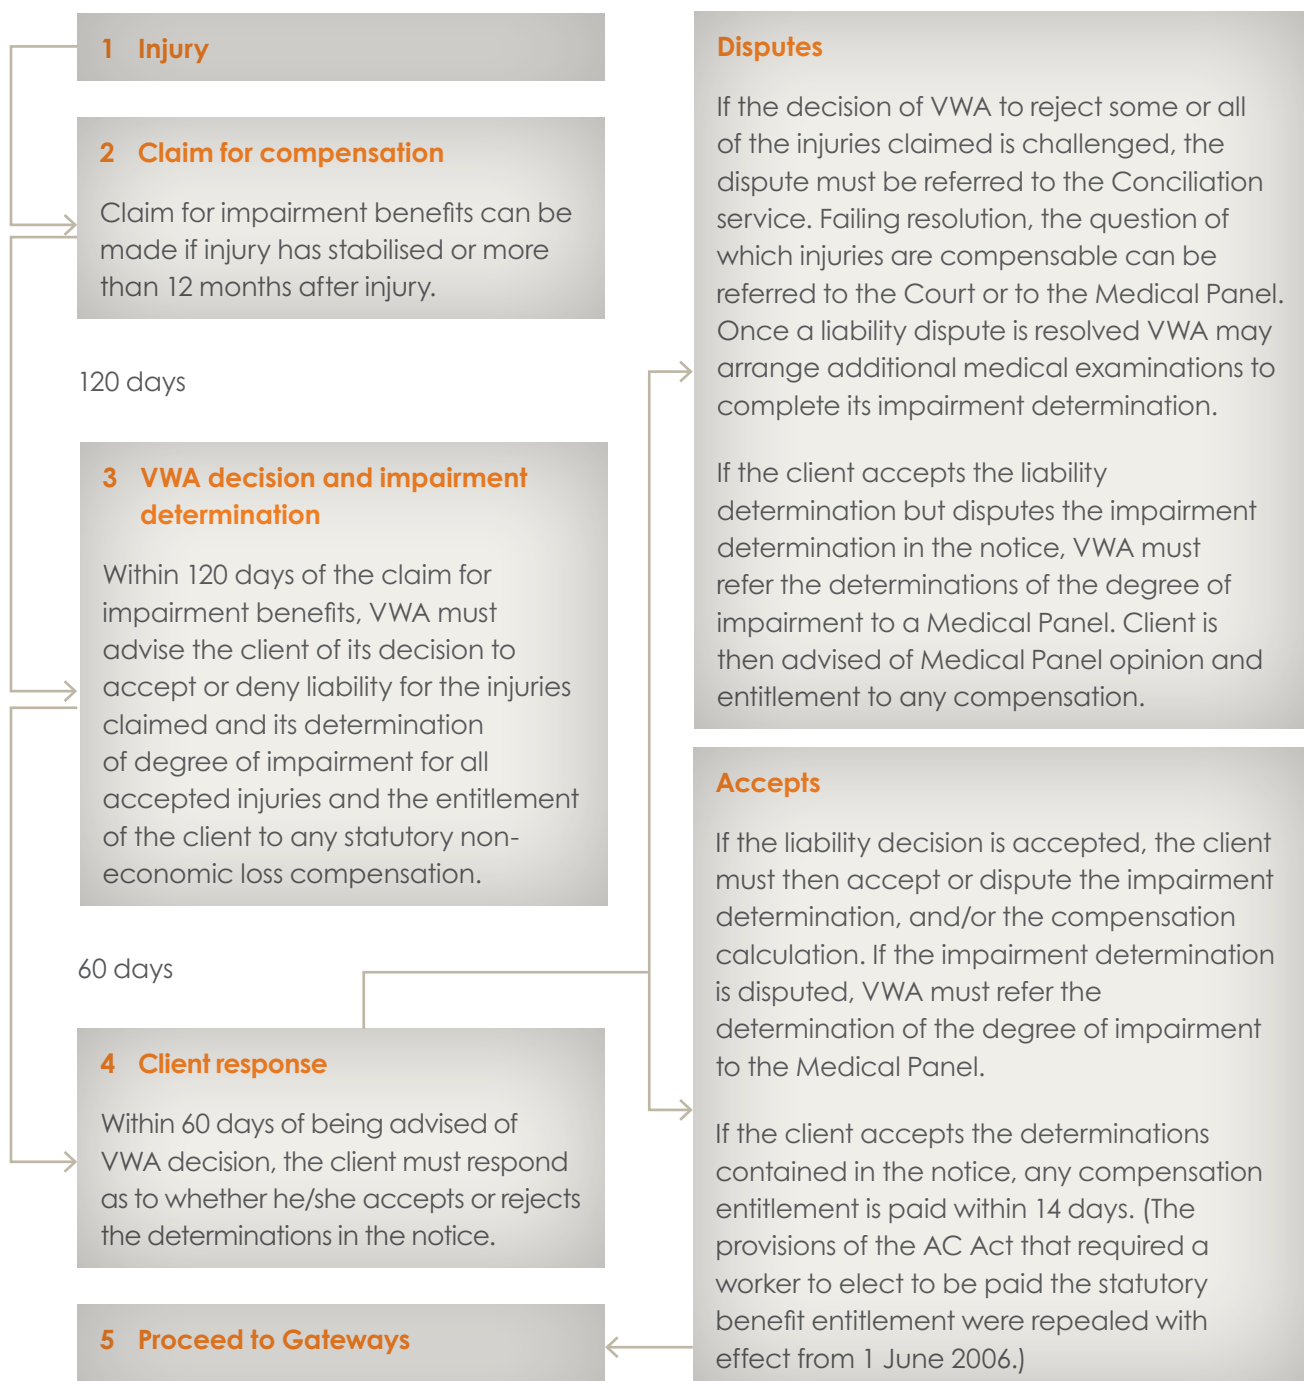 1 Injury
2 Claim for compensation
Claim for impairment benefits can be
made if injury has stabilised or more
than 12 months after injury.
120 days
3 VWA decision and impairment
determination
Within 120 days of the claim for
impairment benefits, VWA must
advise the client of its decision to
accept or deny liability for the injuries
claimed and its determination
of degree of impairment for all
accepted injuries and the entitlement
of the client to any statutory non-
economic loss compensation.
60 days
4 Client response
Within 60 days of being advised of
VWA decision, the client must respond
as to whether he/she accepts or rejects
the determinations in the notice.
5 Proceed to Gateways
Disputes
If the decision of VWA to reject some or all
of the injuries claimed is challenged, the
dispute must be referred to the Conciliation
service. Failing resolution, the question of
which injuries are compensable can be
referred to the Court or to the Medical Panel.
Once a liability dispute is resolved VWA may
arrange additional medical examinations to
complete its impairment determination.
If the client accepts the liability
determination but disputes the impairment
determination in the notice, VWA must
refer the determinations of the degree of
impairment to a Medical Panel. Client is
then advised of Medical Panel opinion and
entitlement to any compensation.
Accepts
If the liability decision is accepted, the client
must then accept or dispute the impairment
determination, and/or the compensation
calculation. If the impairment determination
is disputed, VWA must refer the
determination of the degree of impairment
to the Medical Panel.
If the client accepts the determinations
contained in the notice, any compensation
entitlement is paid within 14 days. (The
provisions of the AC Act that required a
worker to elect to be paid the statutory
benefit entitlement were repealed with
effect from 1 June 2006.)